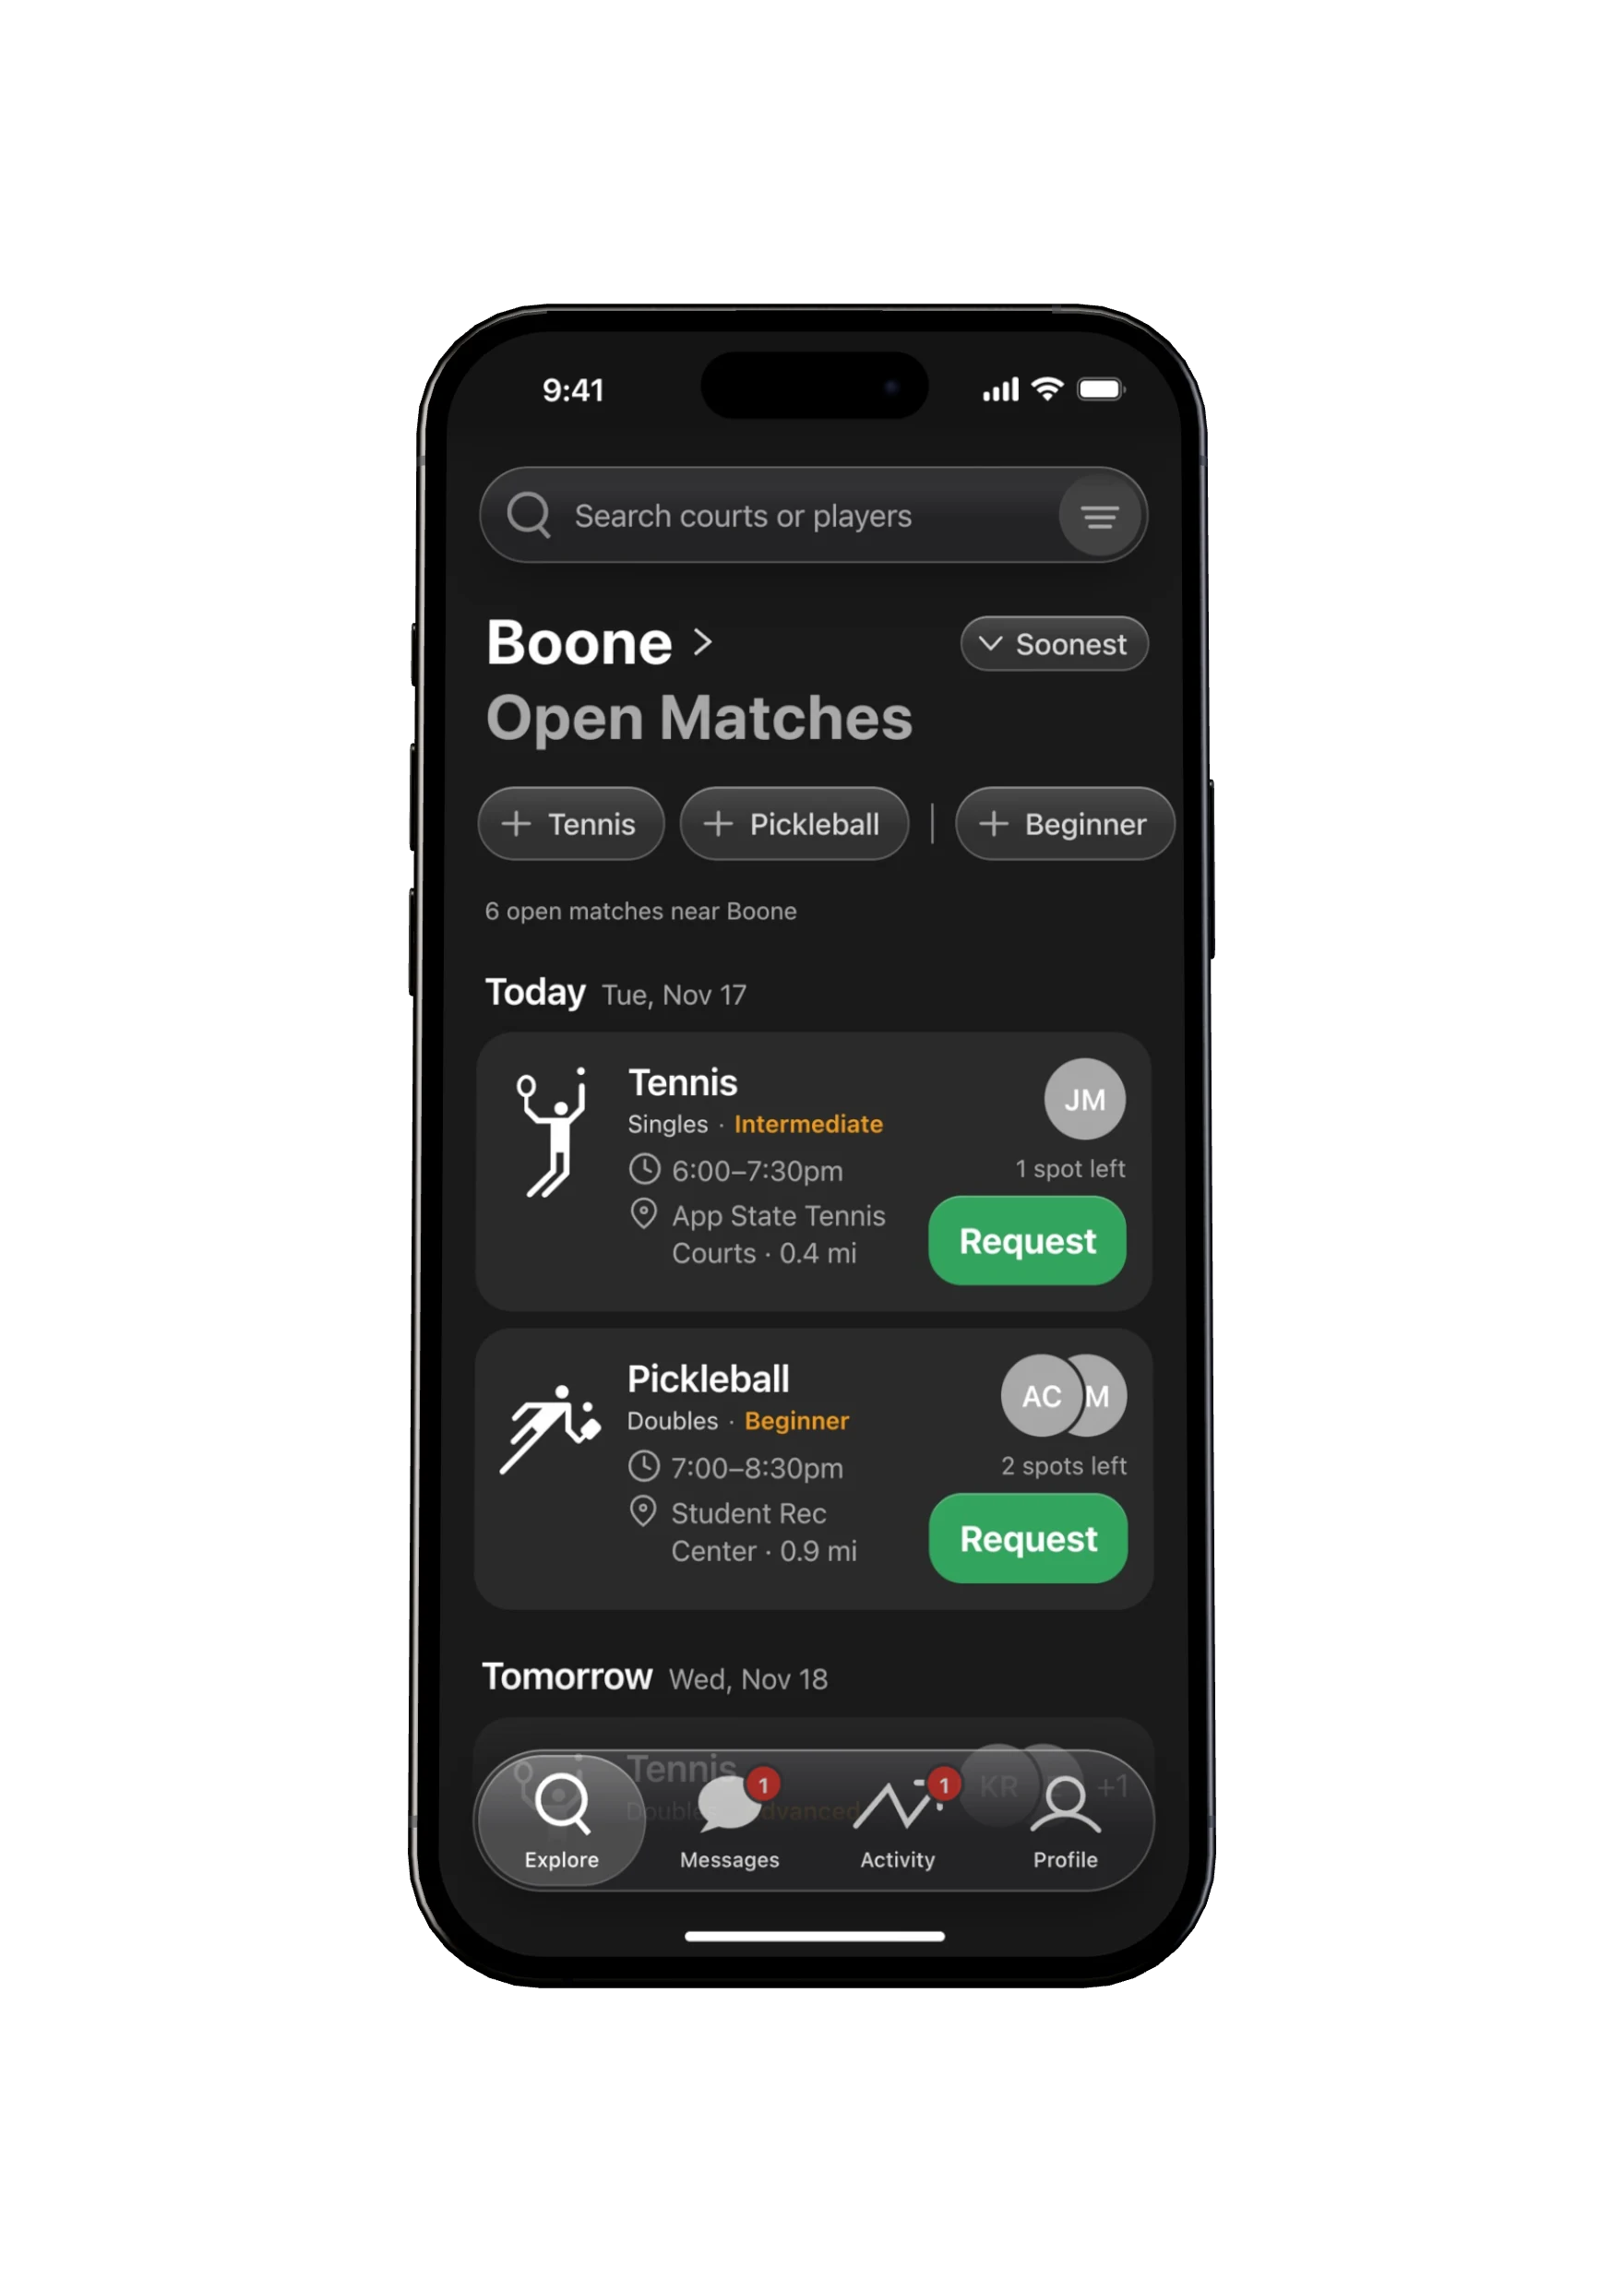 9:41
Search courts or players
Boone
Soonest
Open Matches
Tennis
Pickleball
Beginner
6 open matches near Boone
Today Tue, Nov 17
Tennis
Singles · Intermediate
6:00–7:30pm
App State Tennis
Courts · 0.4 mi
JM
1 spot left
Request
Pickleball
Doubles · Beginner
7:00–8:30pm
Student Rec
Center · 0.9 mi
AC M
2 spots left
Request
Tomorrow Wed, Nov 18
Tennis
KR +1
1
1
Explore
Messages
Activity
Profile